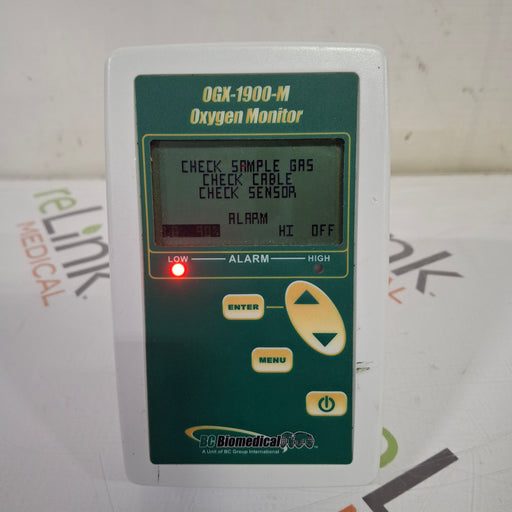 OGX-1900-M
Oxygen Monitor
CHECK SAMPLE GAS
CHECK CABLE
CHECK SENSOR
ALARM
HI OFF
LOW ALARM HIGH
ENTER
MENU
BC Biomedical
A Unit of BC Group International
reLink
MEDICAL